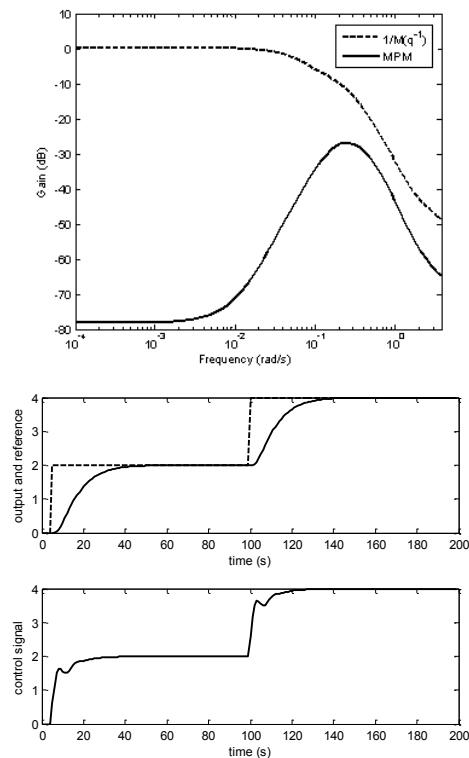 10
0
-10
-20
-30
-40
-50
-60
-70
-80
Gain (dB)
1/M(q⁻¹)
MPM
10⁻⁴ 10⁻³ 10⁻² 10⁻¹ 10⁰
Frequency (rad/s)
4
3
2
1
0
output and reference
0 20 40 60 80 100 120 140 160 180 200
time (s)
4
3
2
1
0
control signal
0 20 40 60 80 100 120 140 160 180 200
time (s)